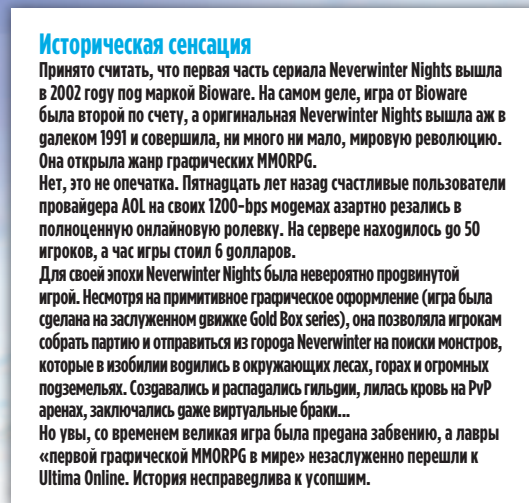 Историческая сенсация
Принято считать, что первая часть сериала Neverwinter Nights вышла
в 2002 году под маркой Bioware. На самом деле, игра от Bioware
была второй по счету, а оригинальная Neverwinter Nights вышла аж в
далеком 1991 и совершила, ни много ни мало, мировую революцию.
Она открыла жанр графических MMORPG.
Нет, это не опечатка. Пятнадцать лет назад счастливые пользователи
провайдера AOL на своих 1200-bps модемах азартно резались в
полноценную онлайновую ролевку. На сервере находилось до 50
игроков, а час игры стоил 6 долларов.
Для своей эпохи Neverwinter Nights была невероятно продвинутой
игрой. Несмотря на примитивное графическое оформление (игра была
сделана на заслуженном движке Gold Box series), она позволяла игрокам
собрать партию и отправиться из города Neverwinter на поиски монстров,
которые в изобилии водились в окружающих лесах, горах и огромных
подземельях. Создавались и распадались гильдии, лилась кровь на PvP
аренах, заключались даже виртуальные браки...
Но увы, со временем великая игра была предана забвению, а лавры
«первой графической MMORPG в мире» незаслуженно перешли к
Ultima Online. История несправедлива к усопшим.